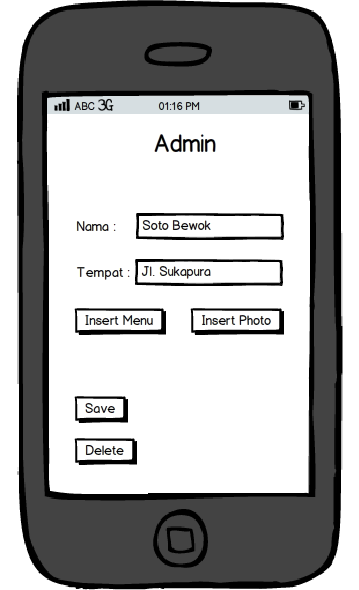 ABC 3G 01:16 PM
Admin
Nama : Soto Bewok
Tempat : Jl. Sukapura
Insert Menu Insert Photo
Save
Delete